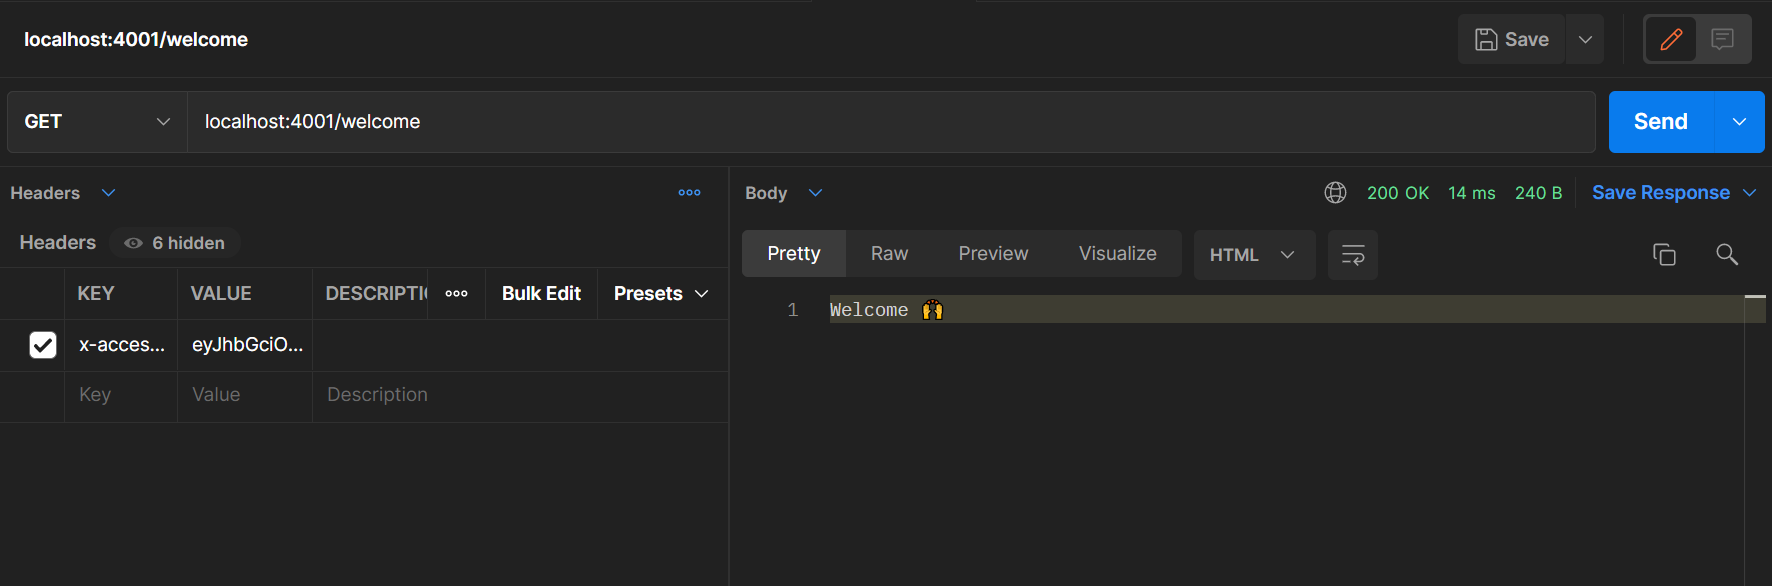 localhost:4001/welcome
Save
GET
localhost:4001/welcome
Send
Headers
Headers 6 hidden
KEY VALUE DESCRIPTI Bulk Edit Presets
x-acces... eyJhbGciO...
Key Value Description
Body
200 OK 14 ms 240 B Save Response
Pretty Raw Preview Visualize HTML
1 Welcome 🙌